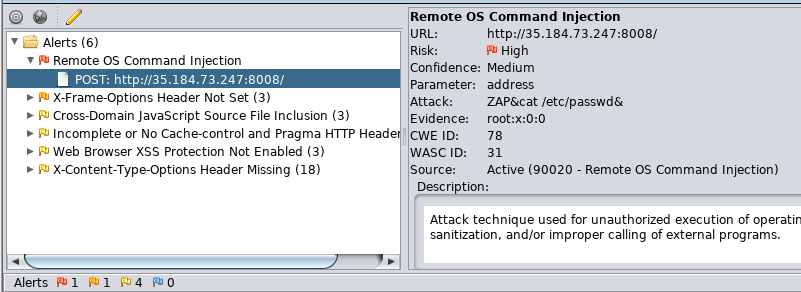 Alerts (6)
Remote OS Command Injection
POST: http://35.184.73.247:8008/
X-Frame-Options Header Not Set (3)
Cross-Domain JavaScript Source File Inclusion (3)
Incomplete or No Cache-control and Pragma HTTP Header
Web Browser XSS Protection Not Enabled (3)
X-Content-Type-Options Header Missing (18)
Remote OS Command Injection
URL: http://35.184.73.247:8008/
Risk: High
Confidence: Medium
Parameter: address
Attack: ZAP&cat /etc/passwd&
Evidence: root:x:0:0
CWE ID: 78
WASC ID: 31
Source: Active (90020 - Remote OS Command Injection)
Description:
Attack technique used for unauthorized execution of operatin
sanitization, and/or improper calling of external programs.
Alerts 1 1 4 0